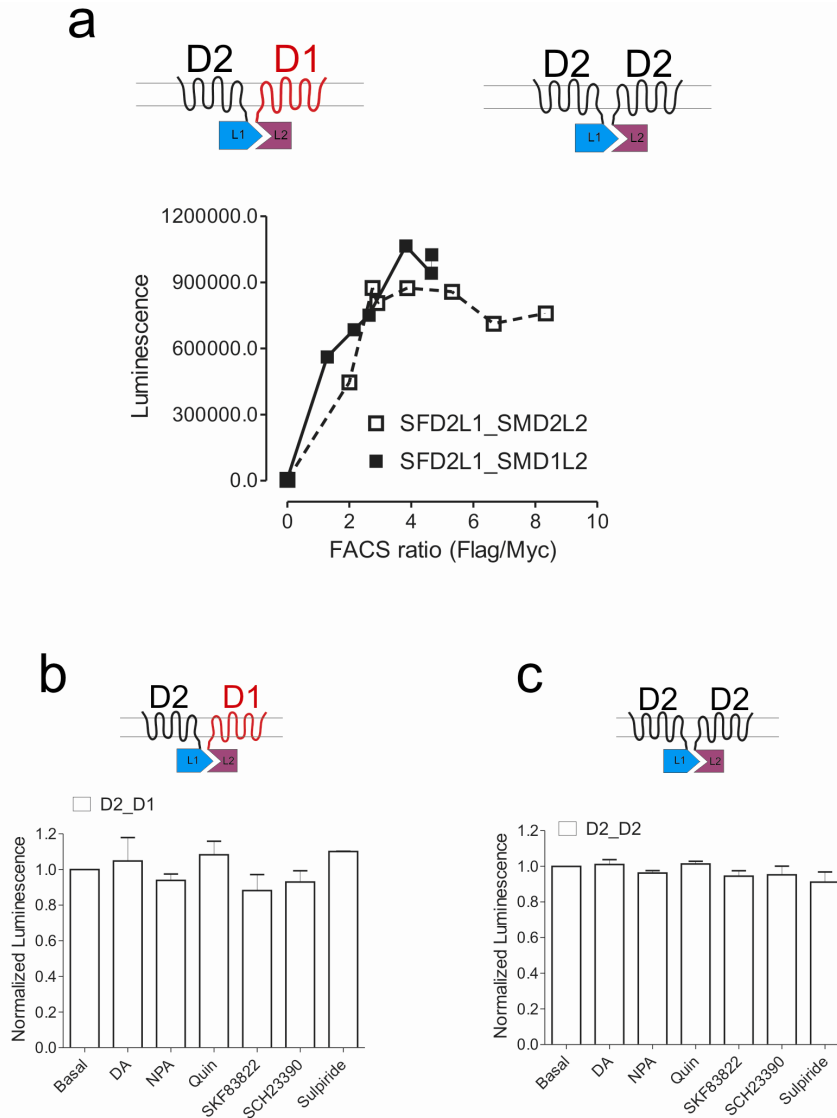 a
D2 D1
D2 D2
L1 L2
L1 L2
1200000.0
900000.0
600000.0
300000.0
0.0
Luminescence
SFD2L1_SMD2L2
SFD2L1_SMD1L2
0 2 4 6 8 10
FACS ratio (Flag/Myc)
b
D2 D1
L1 L2
D2_D1
1.2
1.0
0.8
0.6
0.4
0.2
0.0
Normalized Luminescence
Basal
DA
NPA
Quin
SKF83822
SCH23390
Sulpiride
c
D2 D2
L1 L2
D2_D2
1.2
1.0
0.8
0.6
0.4
0.2
0.0
Normalized Luminescence
Basal
DA
NPA
Quin
SKF83822
SCH23390
Sulpiride